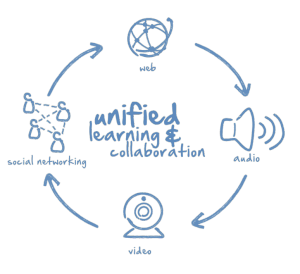 web
unified
learning &
collaboration
audio
social networking
video